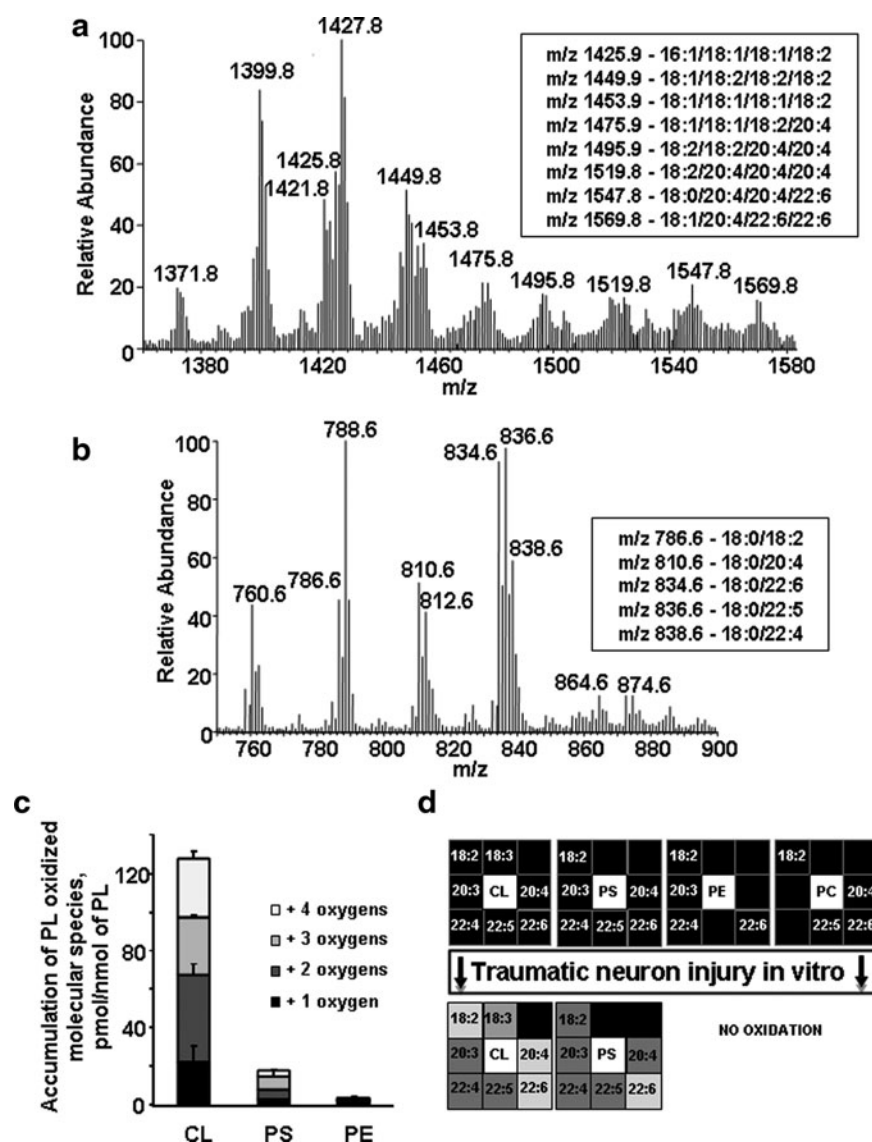 a
1427.8
1399.8
1425.8
1421.8
1449.8
1453.8
1475.8
1495.8
1519.8
1547.8
1569.8
1371.8
Relative Abundance
100
80
60
40
20
0
1380
1420
1460
1500
1540
1580
m/z
m/z 1425.9 - 16:1/18:1/18:1/18:2
m/z 1449.9 - 18:1/18:2/18:2/18:2
m/z 1453.9 - 18:1/18:1/18:1/18:2
m/z 1475.9 - 18:1/18:1/18:2/20:4
m/z 1495.9 - 18:2/18:2/20:4/20:4
m/z 1519.8 - 18:2/20:4/20:4/20:4
m/z 1547.8 - 18:0/20:4/20:4/22:6
m/z 1569.8 - 18:1/20:4/22:6/22:6
b
788.6
834.6
836.6
838.6
810.6
812.6
786.6
760.6
864.6
874.6
Relative Abundance
100
80
60
40
20
0
760
780
800
820
840
860
880
900
m/z
m/z 786.6 - 18:0/18:2
m/z 810.6 - 18:0/20:4
m/z 834.6 - 18:0/22:6
m/z 836.6 - 18:0/22:5
m/z 838.6 - 18:0/22:4
c
Accumulation of PL oxidized
molecular species,
pmol/nmol of PL
120
80
40
0
CL PS PE
+ 4 oxygens
+ 3 oxygens
+ 2 oxygens
+ 1 oxygen
d
18:2 18:3
20:3 CL 20:4
22:4 22:5 22:6
18:2
20:3 PS 20:4
22:4 22:5 22:6
18:2
20:3 PE
22:4 22:6
18:2
PC 20:4
22:5 22:6
Traumatic neuron injury in vitro
18:2 18:3
20:3 CL 20:4
22:4 22:5 22:6
18:2
20:3 PS 20:4
22:4 22:5 22:6
NO OXIDATION